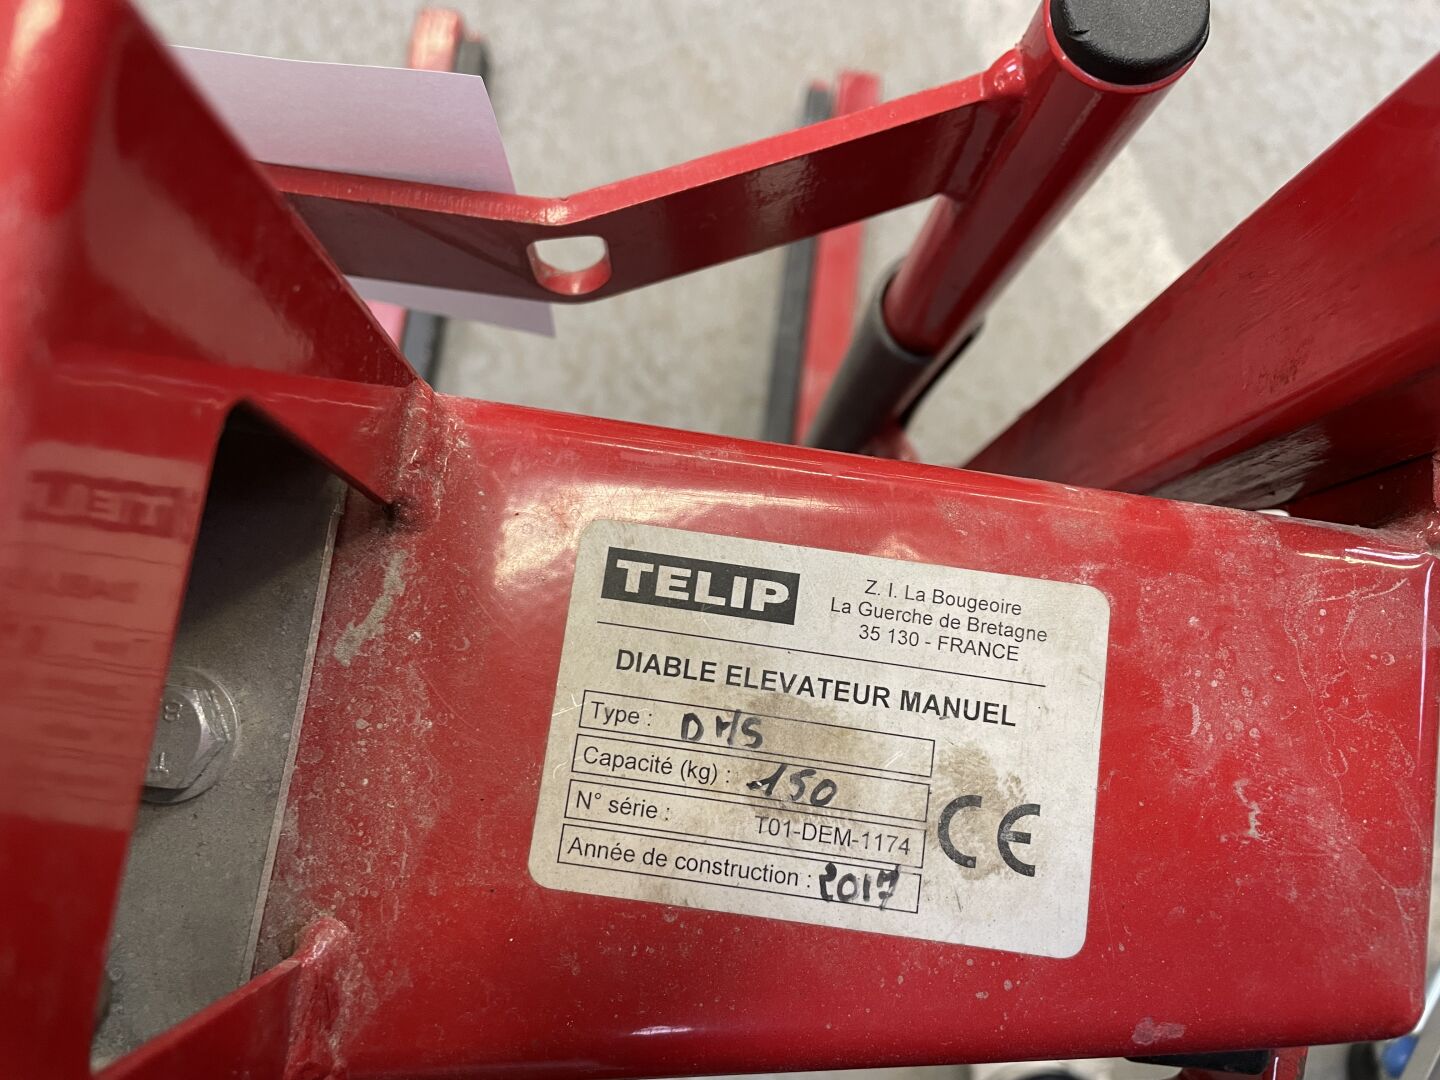 TELIP
Z. I. La Bougeoire
La Guerche de Bretagne
35 130 - FRANCE
DIABLE ELEVATEUR MANUEL
Type : DMS
Capacité (kg) : 150
N° série : T01-DEM-1174
Année de construction : 2017
CE
8